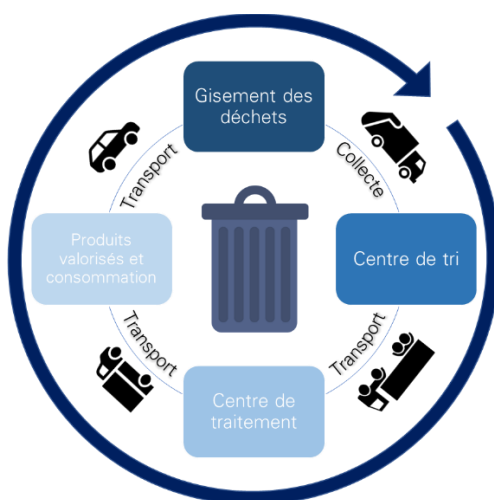 Gisement des
déchets
Collecte
Centre de tri
Transport
Centre de
traitement
Transport
Produits
valorisés et
consommation
Transport